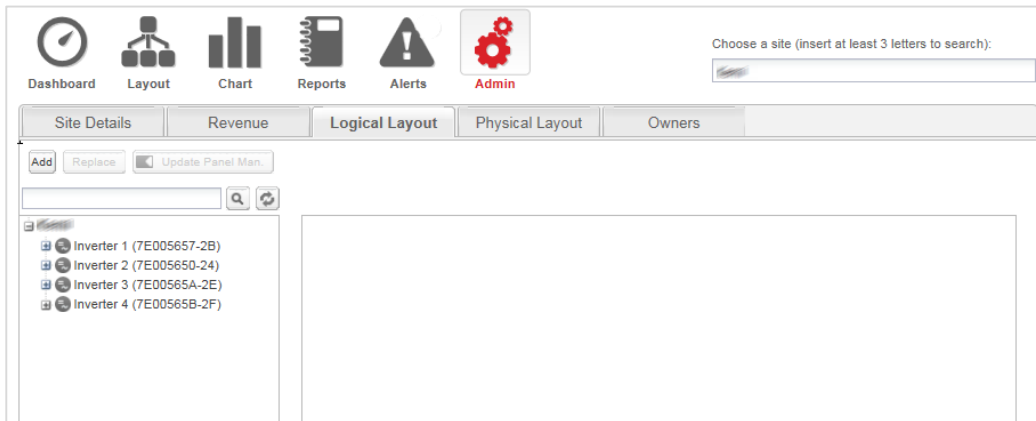 Choose a site (insert at least 3 letters to search):
Dashboard Layout Chart Reports Alerts Admin
Site Details Revenue Logical Layout Physical Layout Owners
Add Replace Update Panel Man.
Inverter 1 (7E005657-2B)
Inverter 2 (7E005650-24)
Inverter 3 (7E00565A-2E)
Inverter 4 (7E00565B-2F)